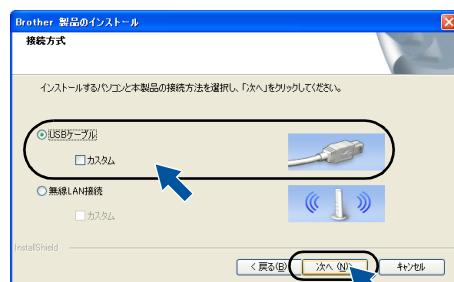 Brother 製品のインストール
接続方式
インストールするパソコンと本製品の接続方法を選択し、「次へ」をクリックしてください。
USBケーブル
カスタム
無線LAN接続
カスタム
InstallShield
< 戻る(B)
次へ (N)>
キャンセル